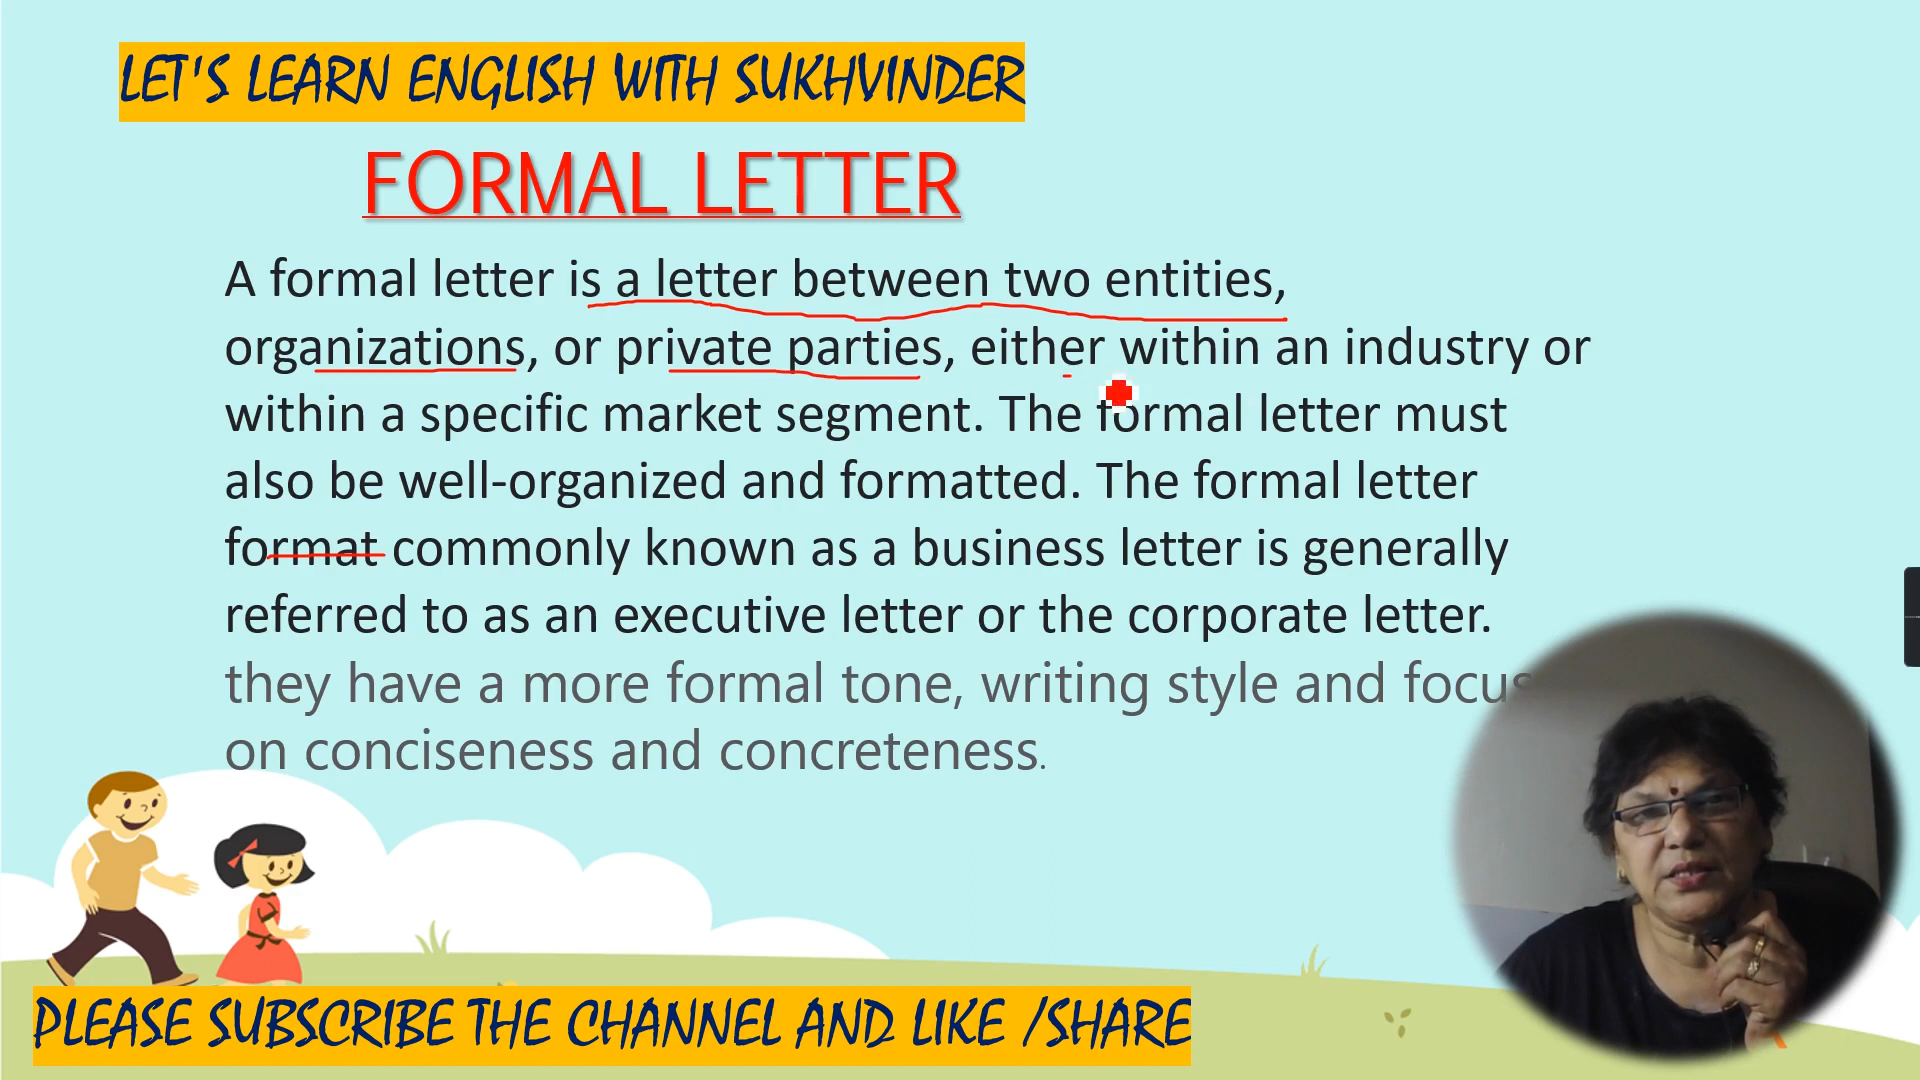 LET'S LEARN ENGLISH WITH SUKHVINDER
FORMAL LETTER
A formal letter is a letter between two entities,
organizations, or private parties, either within an industry or
within a specific market segment. The formal letter must
also be well-organized and formatted. The formal letter
format commonly known as a business letter is generally
referred to as an executive letter or the corporate letter.
they have a more formal tone, writing style and focus
on conciseness and concreteness.
PLEASE SUBSCRIBE THE CHANNEL AND LIKE /SHARE